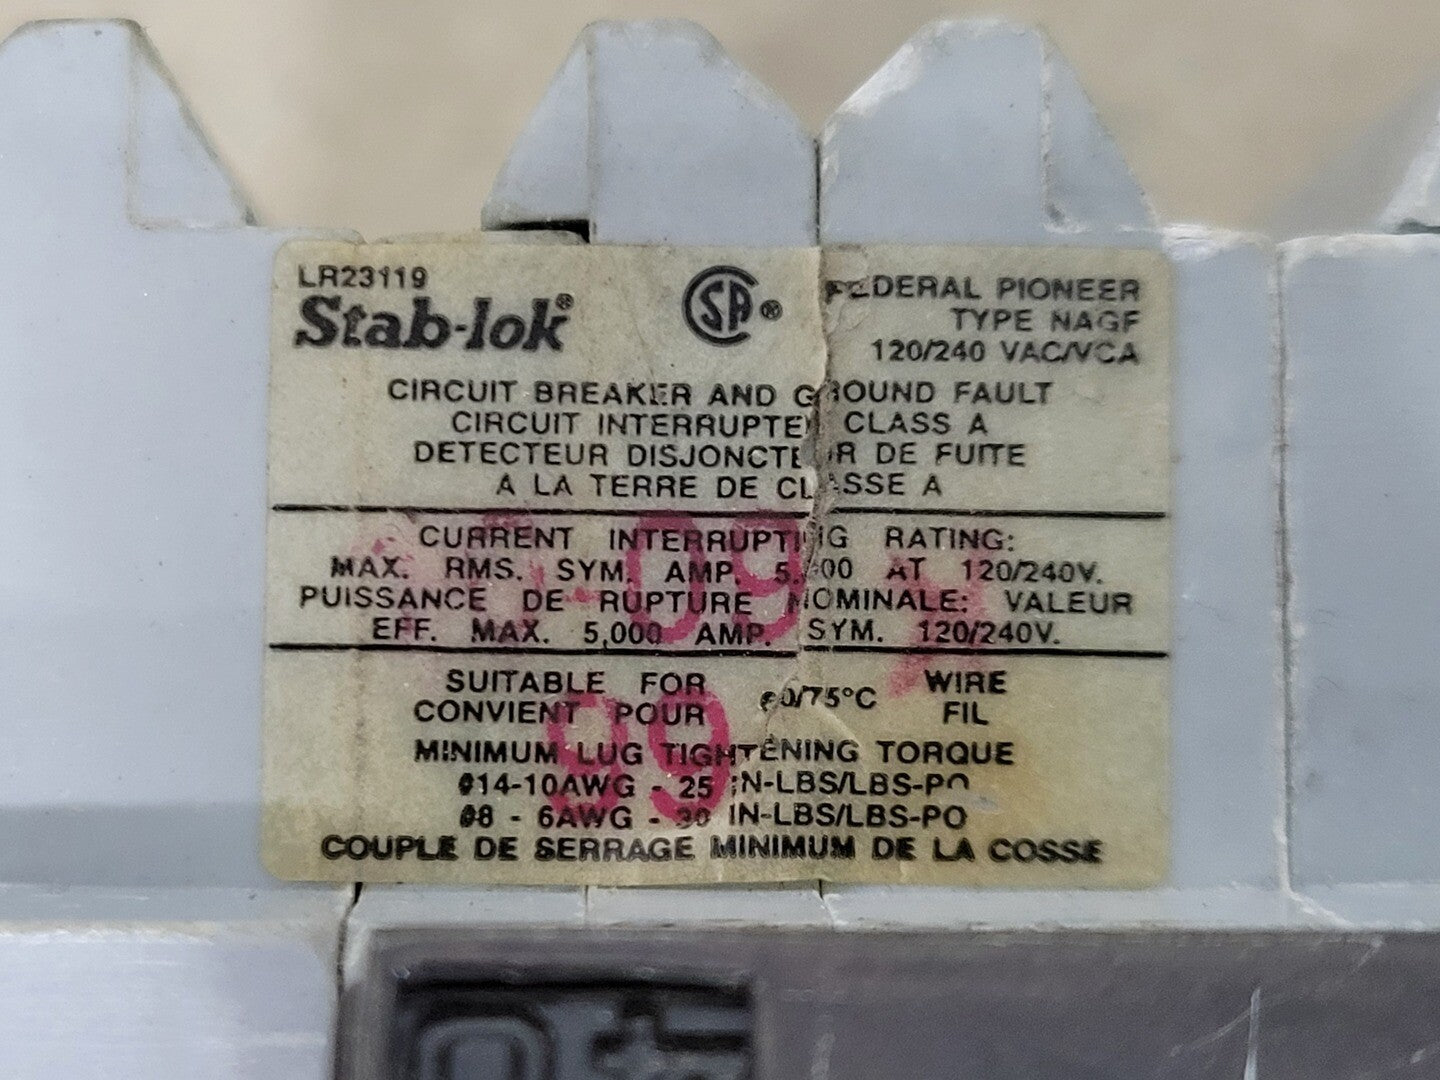 LR23119
Stab-lok®
CSA®
FEDERAL PIONEER
TYPE NAGF
120/240 VAC/VCA
CIRCUIT BREAKER AND GROUND FAULT
CIRCUIT INTERRUPTER CLASS A
DETECTEUR DISJONCTEUR DE FUITE
A LA TERRE DE CLASSE A
CURRENT INTERRUPTING RATING:
MAX. RMS. SYM. AMP. 5,000 AT 120/240V.
PUISSANCE DE RUPTURE NOMINALE: VALEUR
EFF. MAX. 5,000 AMP. SYM. 120/240V.
SUITABLE FOR 60/75°C WIRE
CONVIENT POUR FIL
MINIMUM LUG TIGHTENING TORQUE
#14-10AWG - 25 IN-LBS/LBS-PO
#8 - 6AWG - 30 IN-LBS/LBS-PO
COUPLE DE SERRAGE MINIMUM DE LA COSSE
09
99